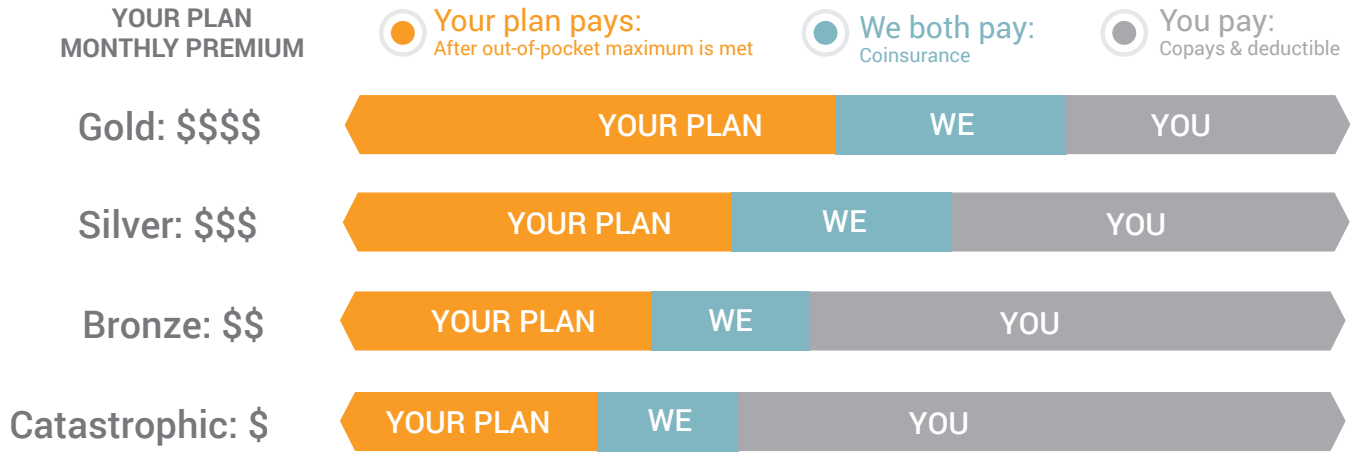 YOUR PLAN
MONTHLY PREMIUM
Your plan pays:
After out-of-pocket maximum is met
We both pay:
Coinsurance
You pay:
Copays & deductible
Gold: $$$$
YOUR PLAN
WE
YOU
Silver: $$$
YOUR PLAN
WE
YOU
Bronze: $$
YOUR PLAN
WE
YOU
Catastrophic: $
YOUR PLAN
WE
YOU